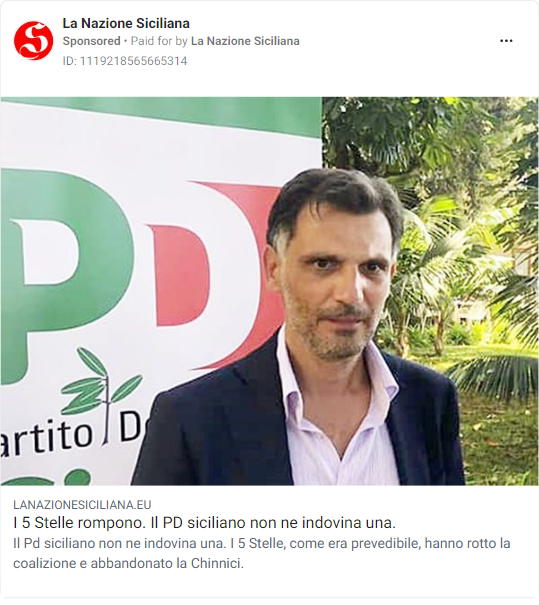 La Nazione Siciliana
Sponsored • Paid for by La Nazione Siciliana
ID: 1119218565665314
PD
artito D
LANAZIONESICILIANA.EU
I 5 Stelle rompono. Il PD siciliano non ne indovina una.
Il Pd siciliano non ne indovina una. I 5 Stelle, come era prevedibile, hanno rotto la
coalizione e abbandonato la Chinnici.